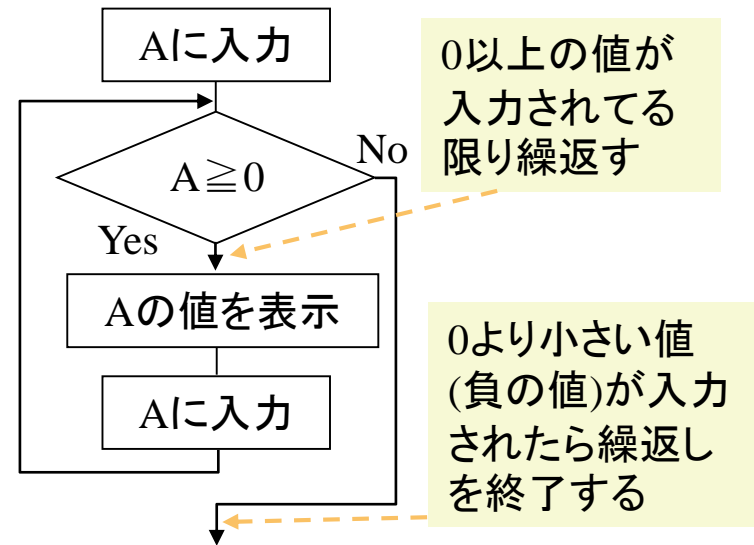 Aに入力
A≧0
No
Yes
Aの値を表示
Aに入力
0以上の値が
入力されてる
限り繰返す
0より小さい値
(負の値)が入力
されたら繰返し
を終了する